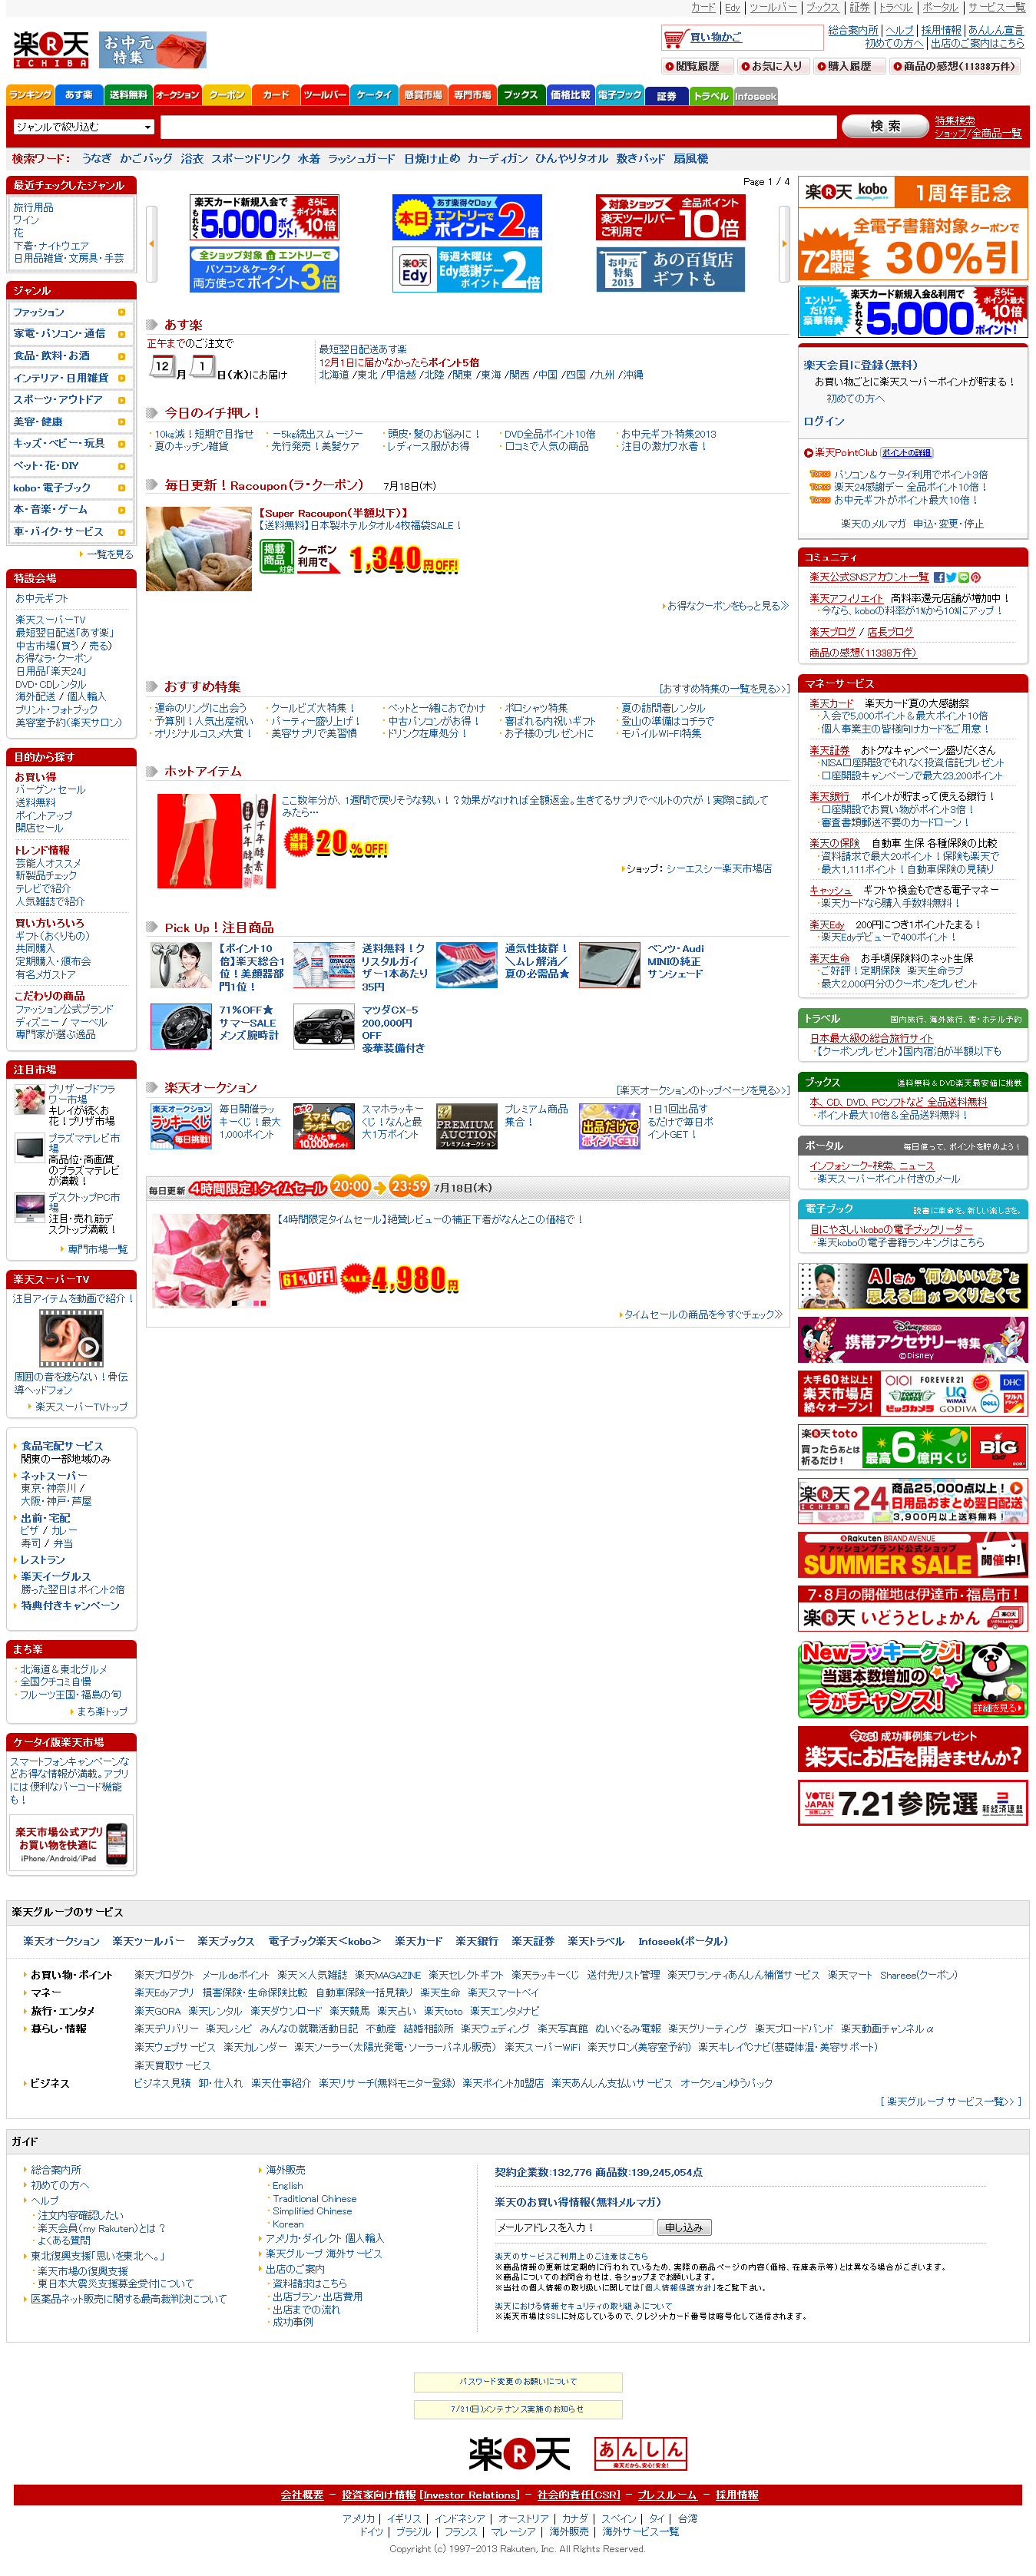 カード | Edy | ツールバー | ブックス | 証券 | トラベル | ポータル | サービス一覧
楽天 ICHIBA
お中元特集
買い物かご
総合案内所 | ヘルプ | 採用情報 | あんしん宣言
初めての方へ | 出店のご案内はこちら
閲覧履歴 お気に入り 購入履歴 商品の感想(11338万件)
ランキング あす楽 送料無料 オークション クーポン カード ツールバー ケータイ 懸賞市場 専門市場 ブックス 価格比較 電子ブック 証券 トラベル Infoseek
ジャンルで絞り込む
検索
特集検索
ショップ/全商品一覧
検索ワード: うなぎ かごバッグ 浴衣 スポーツドリンク 水着 ラッシュガード 日焼け止め カーディガン ひんやりタオル 敷きパッド 扇風機
最近チェックしたジャンル
旅行用品
ワイン
花
下着・ナイトウエア
日用品雑貨・文房具・手芸
ジャンル
ファッション
家電・パソコン・通信
食品・飲料・お酒
インテリア・日用雑貨
スポーツ・アウトドア
美容・健康
キッズ・ベビー・玩具
ペット・花・DIY
kobo・電子ブック
本・音楽・ゲーム
車・バイク・サービス
一覧を見る
特設会場
お中元ギフト
楽天スーパーTV
最短翌日配送「あす楽」
中古市場(買う / 売る)
お得なラ・クーポン
日用品「楽天24」
DVD・CDレンタル
海外配送 / 個人輸入
プリント・フォトブック
美容室予約(楽天サロン)
目的から探す
お買い得
バーゲン・セール
送料無料
ポイントアップ
開店セール
トレンド情報
芸能人オススメ
新製品チェック
テレビで紹介
人気雑誌で紹介
買い方いろいろ
ギフト(おくりもの)
共同購入
定期購入・頒布会
有名メガストア
こだわりの商品
ファッション公式ブランド
ディズニー / マーベル
専門家が選ぶ逸品
注目市場
プリザーブドフラワー市場
キレイが続くお花!プリザ市場
プラズマテレビ市場
高品位・高画質のプラズマテレビが満載!
デスクトップPC市場
注目・売れ筋デスクトップ満載!
専門市場一覧
楽天スーパーTV
注目アイテムを動画で紹介!
周囲の音を遮らない!骨伝導ヘッドフォン
楽天スーパーTVトップ
食品宅配サービス
関東の一部地域のみ
ネットスーパー
東京・神奈川 /
大阪・神戸・芦屋
出前・宅配
ピザ / カレー
寿司 / 弁当
レストラン
楽天イーグルス
勝った翌日はポイント2倍
特典付きキャンペーン
まち楽
北海道&東北グルメ
全国クチコミ自慢
フルーツ王国・福島の旬
まち楽トップ
ケータイ版楽天市場
スマートフォンキャンペーンなどお得な情報が満載。アプリには便利なバーコード機能も!
楽天市場公式アプリ
お買い物を快適に
iPhone/Android/iPad
Page 1 / 4
楽天カード新規入会で もれなく 5,000ポイント! さらにポイント最大10倍
あす楽得々Day 本日エントリーで2倍
対象ショップ 全品ポイント 楽天ツールバーご利用で 10倍
全ショップ対象 エントリーで パソコン&ケータイ 両方使ってポイント3倍
楽天Edy 毎週木曜はEdy感謝デー ポイント2倍
お中元特集2013 あの百貨店ギフトも
あす楽
正午までのご注文で
12月1日(水)にお届け
最短翌日配送あす楽
12月1日に届かなかったらポイント5倍
北海道 /東北 /甲信越 /北陸 /関東 /東海 /関西 /中国 /四国 /九州 /沖縄
今日のイチ押し!
10kg減!短期で目指せ −5kg続出スムージー 頭皮・髪のお悩みに! DVD全品ポイント10倍 お中元ギフト特集2013
夏のキッチン雑貨 先行発売!美髪ケア レディース服がお得 口コミで人気の商品 注目の激カワ水着!
毎日更新!Racoupon(ラ・クーポン) 7月18日(木)
【Super Racoupon(半額以下)】
【送料無料】日本製ホテルタオル4枚福袋SALE!
掲載商品対象 クーポン利用で 1,340円OFF!
お得なクーポンをもっと見る≫
おすすめ特集
[おすすめ特集の一覧を見る>>]
運命のリングに出会う クールビズ大特集! ペットと一緒におでかけ ポロシャツ特集 夏の訪問着レンタル
予算別!人気出産祝い パーティー盛り上げ! 中古パソコンがお得! 喜ばれる内祝いギフト 登山の準備はコチラで
オリジナルコスメ大賞! 美容サプリで美習慣 ドリンク在庫処分! お子様のプレゼントに モバイルWi-Fi特集
ホットアイテム
千年酵素 千年酵素
ここ数年分が、1週間で戻りそうな勢い!?効果がなければ全額返金。生きてるサプリでベルトの穴が!実際に試してみたら…
送料無料 20%OFF!
ショップ: シーエスシー楽天市場店
Pick Up!注目商品
【ポイント10倍】楽天総合1位!美顔器部門1位!
送料無料!クリスタルガイザー1本あたり35円
通気性抜群!＼ムレ解消／夏の必需品★
ベンツ・Audi MINIの純正サンシェード
71%OFF★サマーSALE メンズ腕時計
マツダCX-5 200,000円OFF 豪華装備付き
楽天オークション
[楽天オークションのトップページを見る>>]
楽天オークション ラッキーくじ 毎日挑戦!
毎日開催ラッキーくじ!最大1,000ポイント
スマホラッキーくじ 10,000ポイント!
スマホラッキーくじ!なんと最大1万ポイント
PREMIUM AUCTION プレミアムオークション
プレミアム商品集合!
出品だけでポイントGET!
1日1回出品するだけで毎日ポイントGET!
毎日更新 4時間限定!タイムセール 20:00→23:59 7月18日(木)
【4時間限定タイムセール】絶賛レビューの補正下着がなんとこの価格で!
61%OFF! SALE 4,980円
タイムセールの商品を今すぐチェック≫
楽天kobo 1周年記念
全電子書籍対象クーポンで
72時間限定 30%引
エントリーだけで豪華特典 楽天カード新規入会&利用で もれなく 5,000ポイント! さらにポイント最大10倍
楽天会員に登録(無料)
お買い物ごとに楽天スーパーポイントが貯まる!
初めての方へ
ログイン
楽天PointClub ポイントの詳細
Topics パソコン&ケータイ利用でポイント3倍
Topics 楽天24感謝デー 全品ポイント10倍!
Topics お中元ギフトがポイント最大10倍!
楽天のメルマガ 申込・変更・停止
コミュニティ
楽天公式SNSアカウント一覧
楽天アフィリエイト 高料率還元店舗が増加中!
今なら、koboの料率が1%から10%にアップ!
楽天ブログ / 店長ブログ
商品の感想(11338万件)
マネーサービス
楽天カード 楽天カード夏の大感謝祭
入会で5,000ポイント&最大ポイント10倍
個人事業主の皆様向けカードをご用意!
楽天証券 おトクなキャンペーン盛りだくさん
NISA口座開設でもれなく投資信託プレゼント
口座開設キャンペーンで最大23,200ポイント
楽天銀行 ポイントが貯まって使える銀行!
口座開設でお買い物がポイント3倍!
審査書類郵送不要のカードローン!
楽天の保険 自動車 生保 各種保険の比較
資料請求で最大20ポイント!保険も楽天で
最大1,111ポイント!自動車保険の見積り
キャッシュ ギフトや換金もできる電子マネー
楽天カードなら購入手数料無料!
楽天Edy 200円につき1ポイントたまる!
楽天Edyデビューで400ポイント!
楽天生命 お手頃保険料のネット生保
ご好評!定期保険 楽天生命ラブ
最大2,000円分のクーポンをプレゼント
トラベル 国内旅行、海外旅行、宿・ホテル予約
日本最大級の総合旅行サイト
【クーポンプレゼント】国内宿泊が半額以下も
ブックス 送料無料&DVD楽天最安値に挑戦
本、CD、DVD、PCソフトなど 全品送料無料
ポイント最大10倍&全品送料無料!
ポータル 毎日使って、ポイントを貯めよう!
インフォシーク-検索、ニュース
楽天スーパーポイント付きのメール
電子ブック 読書に革命を。新しい楽しさを。
目にやさしいkoboの電子ブックリーダー
楽天koboの電子書籍ランキングはこちら
AIさん "何かいいな"と思える曲がつくりたくて
Disney zone 携帯アクセサリー特集 ©Disney
大手60社以上!楽天市場店続々オープン! OIOI FOREVER 21 DHC TOKYU HANDS UQ WiMAX ビックカメラ GODIVA DELL ツルハドラッグ
楽天toto 買ったらあとは祈るだけ! 最高6億円くじ BIG
楽天24 商品25,000点以上! 日用品おまとめ翌日配送 3,900円以上送料無料!
Rakuten BRAND AVENUE ファッションブランド公式ショップ SUMMER SALE 開催中!
7・8月の開催地は伊達市・福島市!
楽天いどうとしょかん
Newラッキークージ! 当選本数増加の今がチャンス! 詳細を見る
今なら! 成功事例集プレゼント
楽天にお店を開きませんか?
VOTE JAPAN 投票しよう 7.21参院選 新経済連盟
楽天グループのサービス
楽天オークション 楽天ツールバー 楽天ブックス 電子ブック楽天<kobo> 楽天カード 楽天銀行 楽天証券 楽天トラベル Infoseek(ポータル)
お買い物・ポイント 楽天プロダクト メールdeポイント 楽天×人気雑誌 楽天MAGAZINE 楽天セレクトギフト 楽天ラッキーくじ 送付先リスト管理 楽天ワランティあんしん補償サービス 楽天マート Shareee(クーポン)
マネー 楽天Edyアプリ 損害保険・生命保険比較 自動車保険一括見積り 楽天生命 楽天スマートペイ
旅行・エンタメ 楽天GORA 楽天レンタル 楽天ダウンロード 楽天競馬 楽天占い 楽天toto 楽天エンタメナビ
暮らし・情報 楽天デリバリー 楽天レシピ みんなの就職活動日記 不動産 結婚相談所 楽天ウェディング 楽天写真館 ぬいぐるみ電報 楽天グリーティング 楽天ブロードバンド 楽天動画チャンネルα
楽天ウェブサービス 楽天カレンダー 楽天ソーラー(太陽光発電・ソーラーパネル販売) 楽天スーパーWiFi 楽天サロン(美容室予約) 楽天キレイ℃ナビ(基礎体温・美容サポート)
楽天買取サービス
ビジネス ビジネス見積 卸・仕入れ 楽天仕事紹介 楽天リサーチ(無料モニター登録) 楽天ポイント加盟店 楽天あんしん支払いサービス オークションゆうパック
[ 楽天グループ サービス一覧>> ]
ガイド
総合案内所
初めての方へ
ヘルプ
注文内容確認したい
楽天会員(my Rakuten)とは?
よくある質問
東北復興支援「思いを東北へ。」
楽天市場の復興支援
東日本大震災支援募金受付について
医薬品ネット販売に関する最高裁判決について
海外販売
English
Traditional Chinese
Simplified Chinese
Korean
アメリカ・ダイレクト 個人輸入
楽天グループ 海外サービス
出店のご案内
資料請求はこちら
出店プラン・出店費用
出店までの流れ
成功事例
契約企業数:132,776 商品数:139,245,054点
楽天のお買い得情報(無料メルマガ)
メールアドレスを入力! 申し込み
楽天のサービスご利用上のご注意はこちら
※商品情報の更新は定期的に行われているため、実際の商品ページの内容(価格、在庫表示等)とは異なる場合がございます。
※商品についてのお問合わせは、各ショップまでお願いします。
※当社の個人情報の取り扱いに関しては「個人情報保護方針」をご覧下さい。
楽天における情報セキュリティの取り組みについて
※楽天市場はSSLに対応しているので、クレジットカード番号は暗号化して送信されます。
パスワード変更のお願いについて
7/21(日)メンテナンス実施のお知らせ
楽天
あんしん 楽天だから、安心!安全!
会社概要 − 投資家向け情報 [Investor Relations] − 社会的責任[CSR] − プレスルーム − 採用情報
アメリカ | イギリス | インドネシア | オーストリア | カナダ | スペイン | タイ | 台湾
ドイツ | ブラジル | フランス | マレーシア | 海外販売 | 海外サービス一覧
Copyright (c) 1997-2013 Rakuten, Inc. All Rights Reserved.